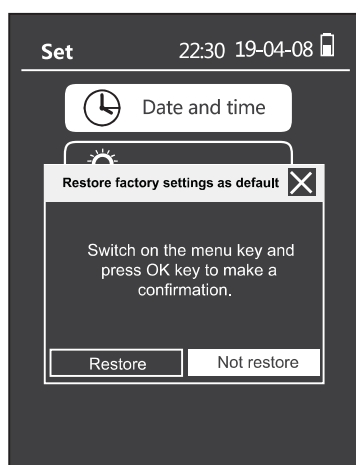 Set 22:30 19-04-08
Date and time
Restore factory settings as default
Switch on the menu key and
press OK key to make a
confirmation.
Restore Not restore